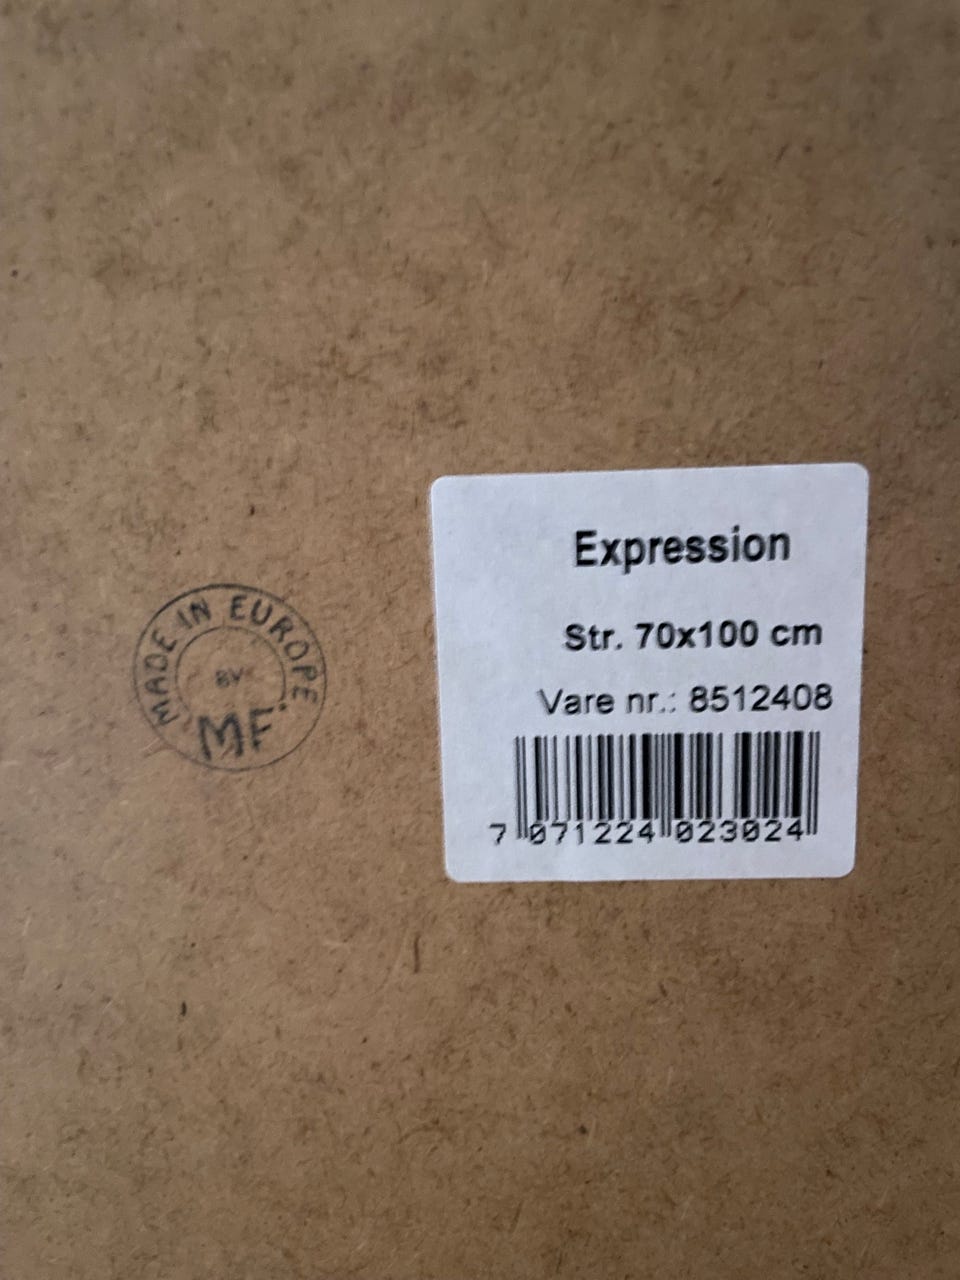 MADE IN EUROPE
BY
MF.
Expression
Str. 70x100 cm
Vare nr.: 8512408
7 071224 023024